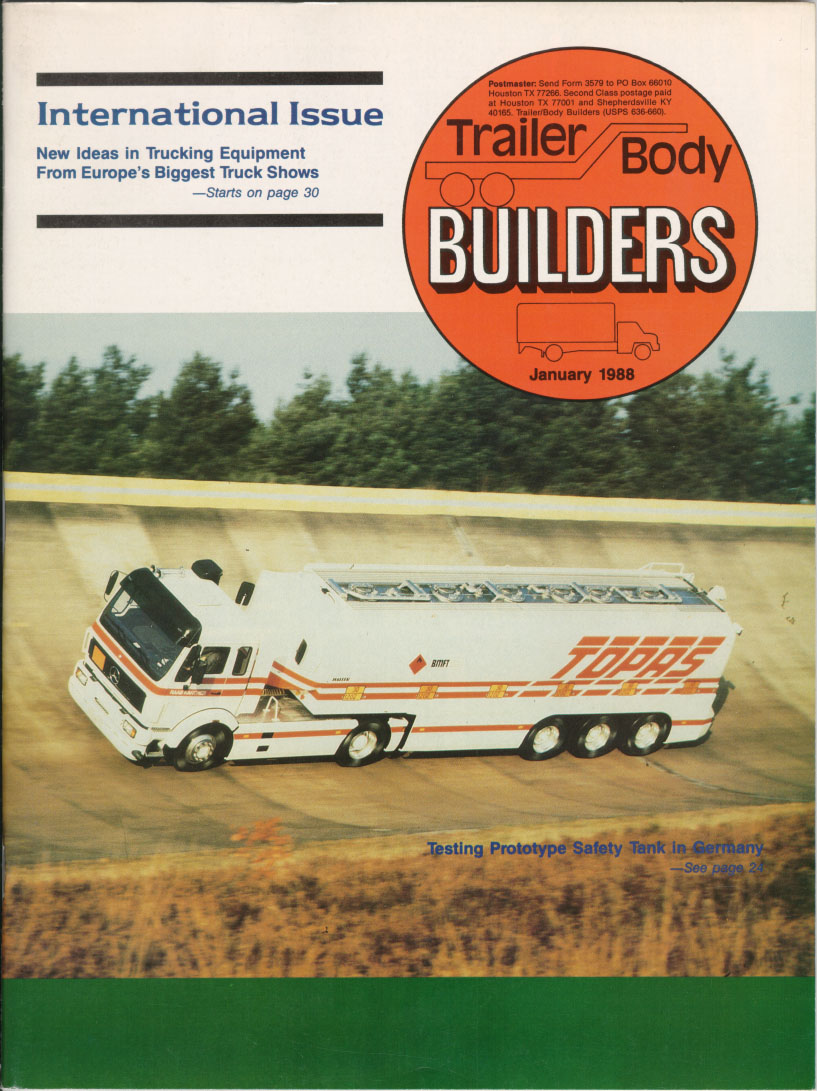 International Issue
New Ideas in Trucking Equipment
From Europe's Biggest Truck Shows
—Starts on page 30
Postmaster: Send Form 3579 to PO Box 66010
Houston TX 77266. Second Class postage paid
at Houston TX 77001 and Shepherdsville KY
40165. Trailer/Body Builders (USPS 636-660).
Trailer
Body
BUILDERS
January 1988
BMFT
TOPAS
Testing Prototype Safety Tank in Germany
—See page 24